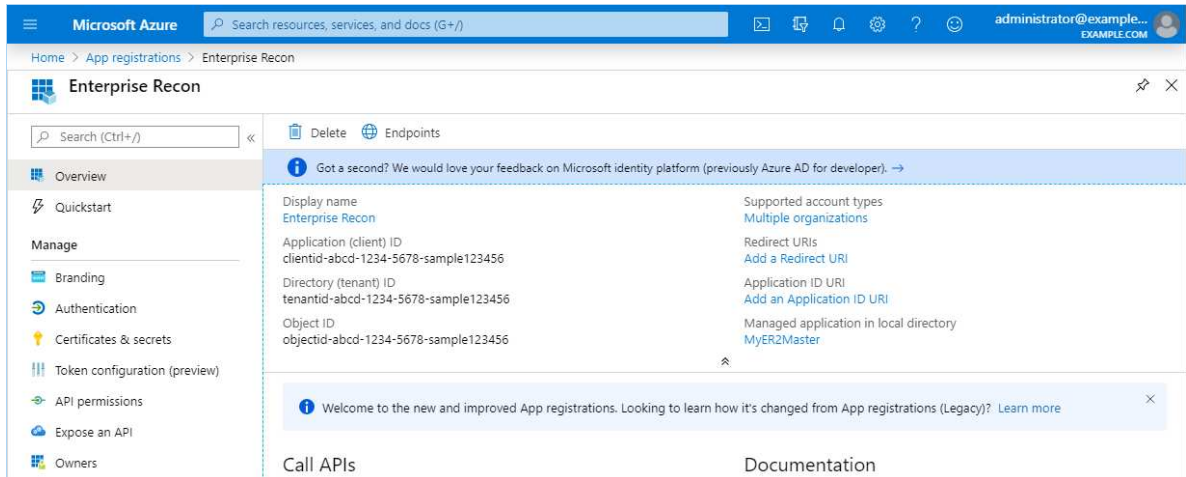 Microsoft Azure
Search resources, services, and docs (G+/)
administrator@example...
EXAMPLE.COM
Home > App registrations > Enterprise Recon
Enterprise Recon
Search (Ctrl+/)
«
Overview
Quickstart
Manage
Branding
Authentication
Certificates & secrets
Token configuration (preview)
API permissions
Expose an API
Owners
Delete
Endpoints
Got a second? We would love your feedback on Microsoft identity platform (previously Azure AD for developer). →
Display name
Enterprise Recon
Application (client) ID
clientid-abcd-1234-5678-sample123456
Directory (tenant) ID
tenantid-abcd-1234-5678-sample123456
Object ID
objectid-abcd-1234-5678-sample123456
Supported account types
Multiple organizations
Redirect URIs
Add a Redirect URI
Application ID URI
Add an Application ID URI
Managed application in local directory
MyER2Master
Welcome to the new and improved App registrations. Looking to learn how it's changed from App registrations (Legacy)? Learn more
Call APIs
Documentation